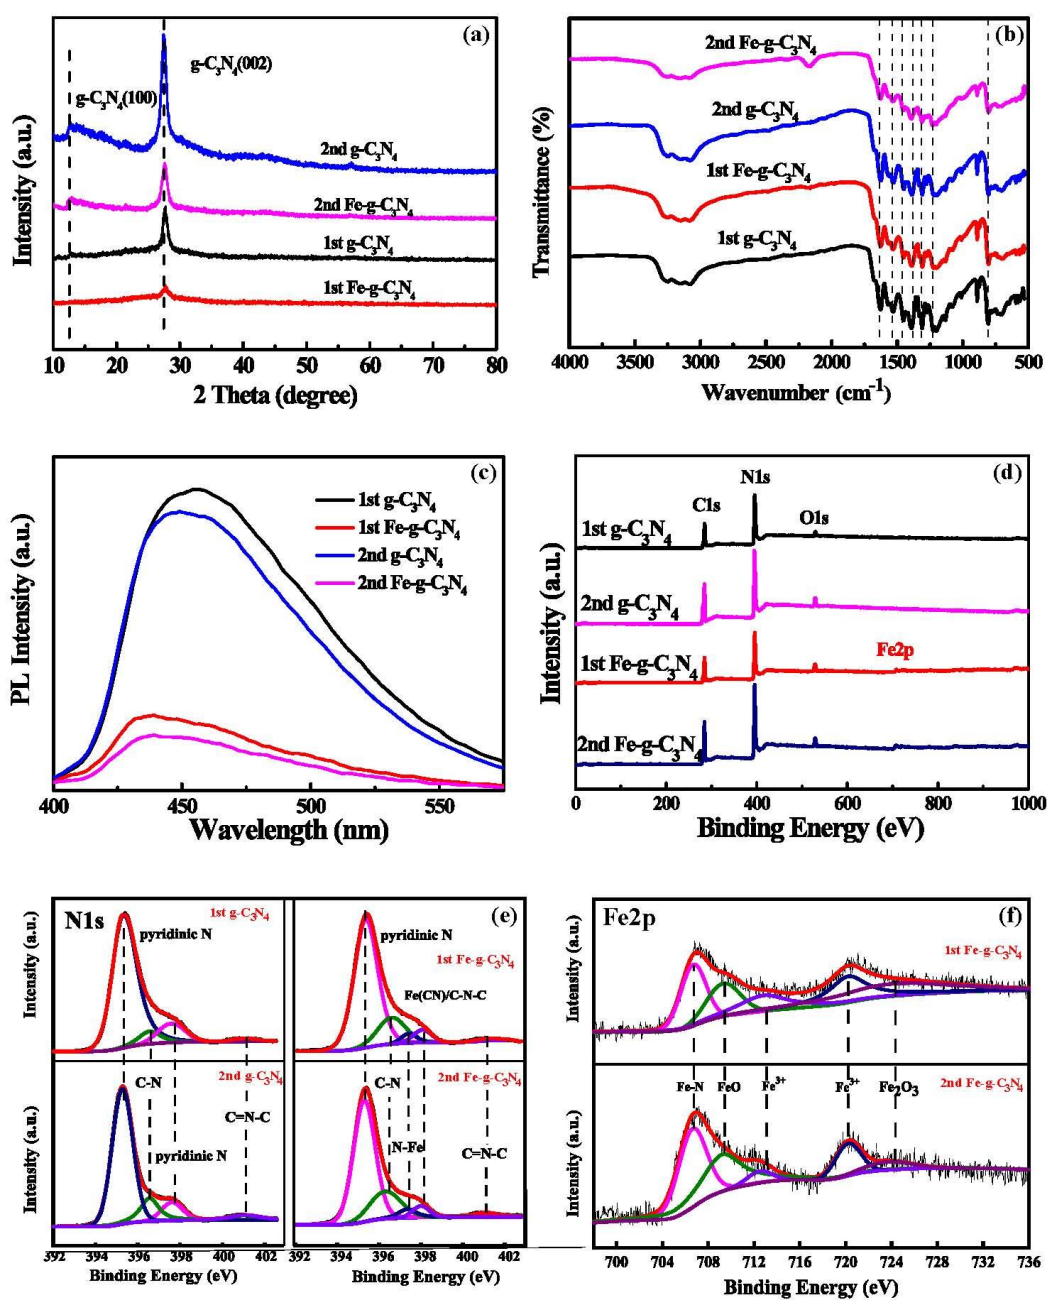 (a)
g-C3N4(002)
g-C3N4(100)
2nd g-C3N4
2nd Fe-g-C3N4
1st g-C3N4
1st Fe-g-C3N4
Intensity (a.u.)
10 20 30 40 50 60 70 80
2 Theta (degree)
(b)
2nd Fe-g-C3N4
2nd g-C3N4
1st Fe-g-C3N4
1st g-C3N4
Transmittance (%)
4000 3500 3000 2500 2000 1500 1000 500
Wavenumber (cm-1)
(c)
1st g-C3N4
1st Fe-g-C3N4
2nd g-C3N4
2nd Fe-g-C3N4
PL Intensity (a.u.)
400 450 500 550
Wavelength (nm)
(d)
N1s
C1s
O1s
1st g-C3N4
2nd g-C3N4
1st Fe-g-C3N4
Fe2p
2nd Fe-g-C3N4
Intensity (a.u.)
0 200 400 600 800 1000
Binding Energy (eV)
N1s
1st g-C3N4
pyridinic N
Intensity (a.u.)
2nd g-C3N4
C-N
C=N-C
pyridinic N
Intensity (a.u.)
392 394 396 398 400
Binding Energy (eV)
(e)
pyridinic N
1st Fe-g-C3N4
Fe(CN)/C-N-C
2nd Fe-g-C3N4
C-N
N-Fe
C=N-C
392 394 396 398 400 402
Binding Energy (eV)
Fe2p
(f)
1st Fe-g-C3N4
Intensity (a.u.)
2nd Fe-g-C3N4
Fe-N FeO Fe3+ Fe3+ Fe2O3
Intensity (a.u.)
700 704 708 712 716 720 724 728 732 736
Binding Energy (eV)